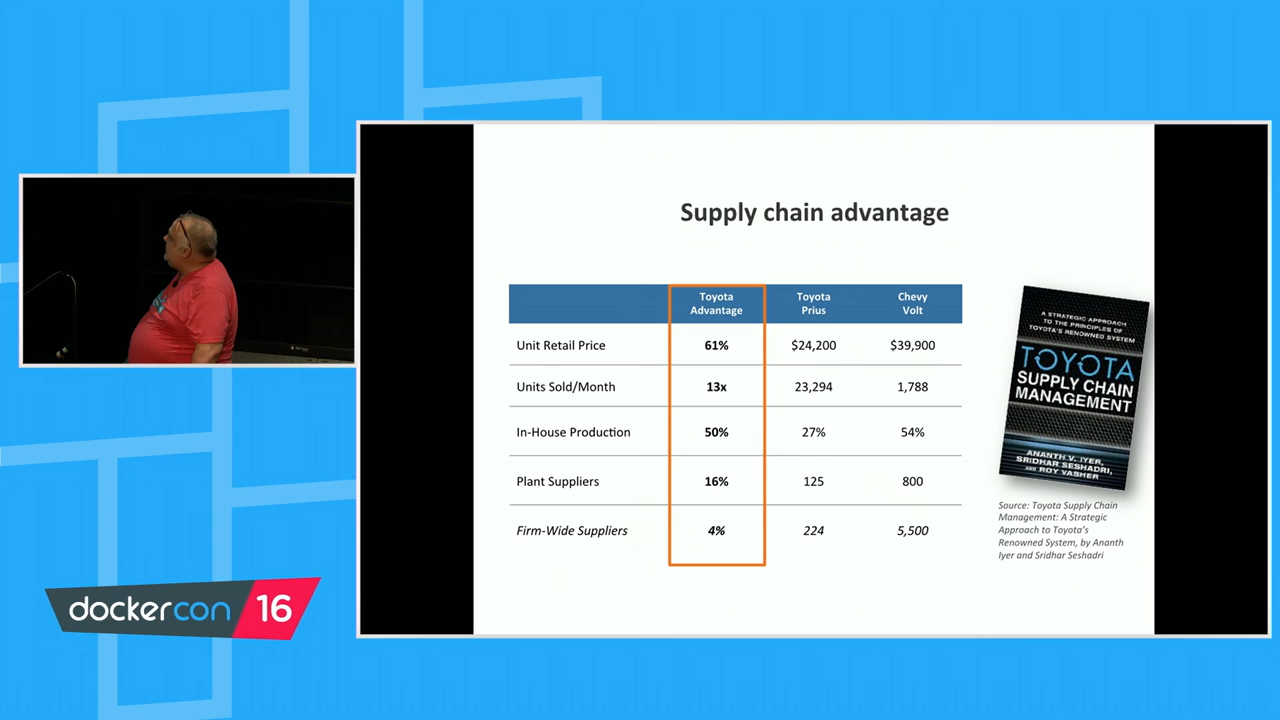 Supply chain advantage
Toyota Advantage
Toyota Prius
Chevy Volt
Unit Retail Price 61% $24,200 $39,900
Units Sold/Month 13x 23,294 1,788
In-House Production 50% 27% 54%
Plant Suppliers 16% 125 800
Firm-Wide Suppliers 4% 224 5,500
A STRATEGIC APPROACH
TO THE PRINCIPLES OF
TOYOTA'S RENOWNED SYSTEM
TOYOTA
SUPPLY CHAIN
MANAGEMENT
ANANTH V. IYER,
SRIDHAR SESHADRI,
AND ROY VASHER
Source: Toyota Supply Chain
Management: A Strategic
Approach to Toyota's
Renowned System, by Ananth
Iyer and Sridhar Seshadri
dockercon 16